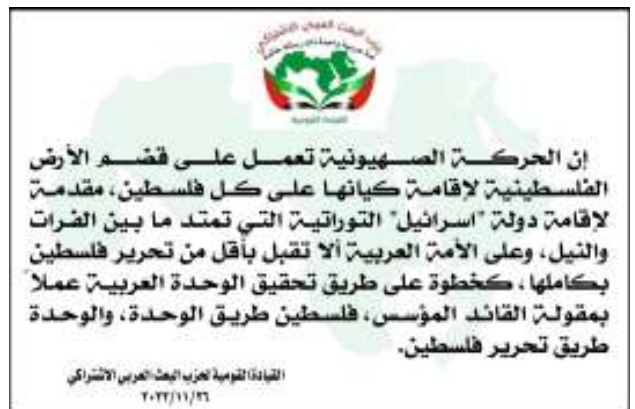 حزب البعث العربي الاشتراكي
القيادة القومية
إن الحركة الصهيونية تعمل على قضم الأرض
الفلسطينية لإقامة كيانها على كل فلسطين، مقدمة
لإقامة دولة "اسرائيل" التوراتية التي تمتد ما بين الفرات
والنيل، وعلى الأمة العربية ألا تقبل بأقل من تحرير فلسطين
بكاملها، كخطوة على طريق تحقيق الوحدة العربية عملاً
بمقولة القائد المؤسس، فلسطين طريق الوحدة، والوحدة
طريق تحرير فلسطين.
القيادة القومية لحزب البعث العربي الاشتراكي
٢٠٢٢/١١/٢٦